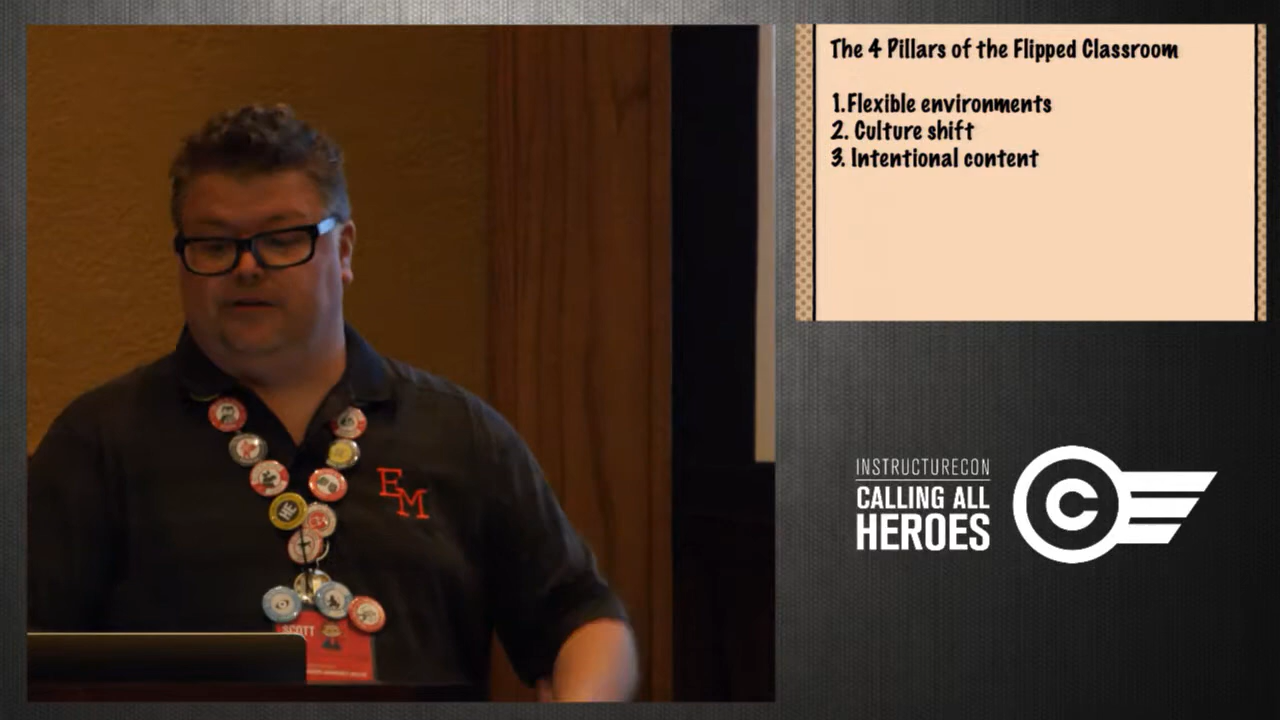 The 4 Pillars of the Flipped Classroom
1.Flexible environments
2. Culture shift
3. Intentional content
INSTRUCTURECON
CALLING ALL
HEROES
C
EM
HE
SCOTT